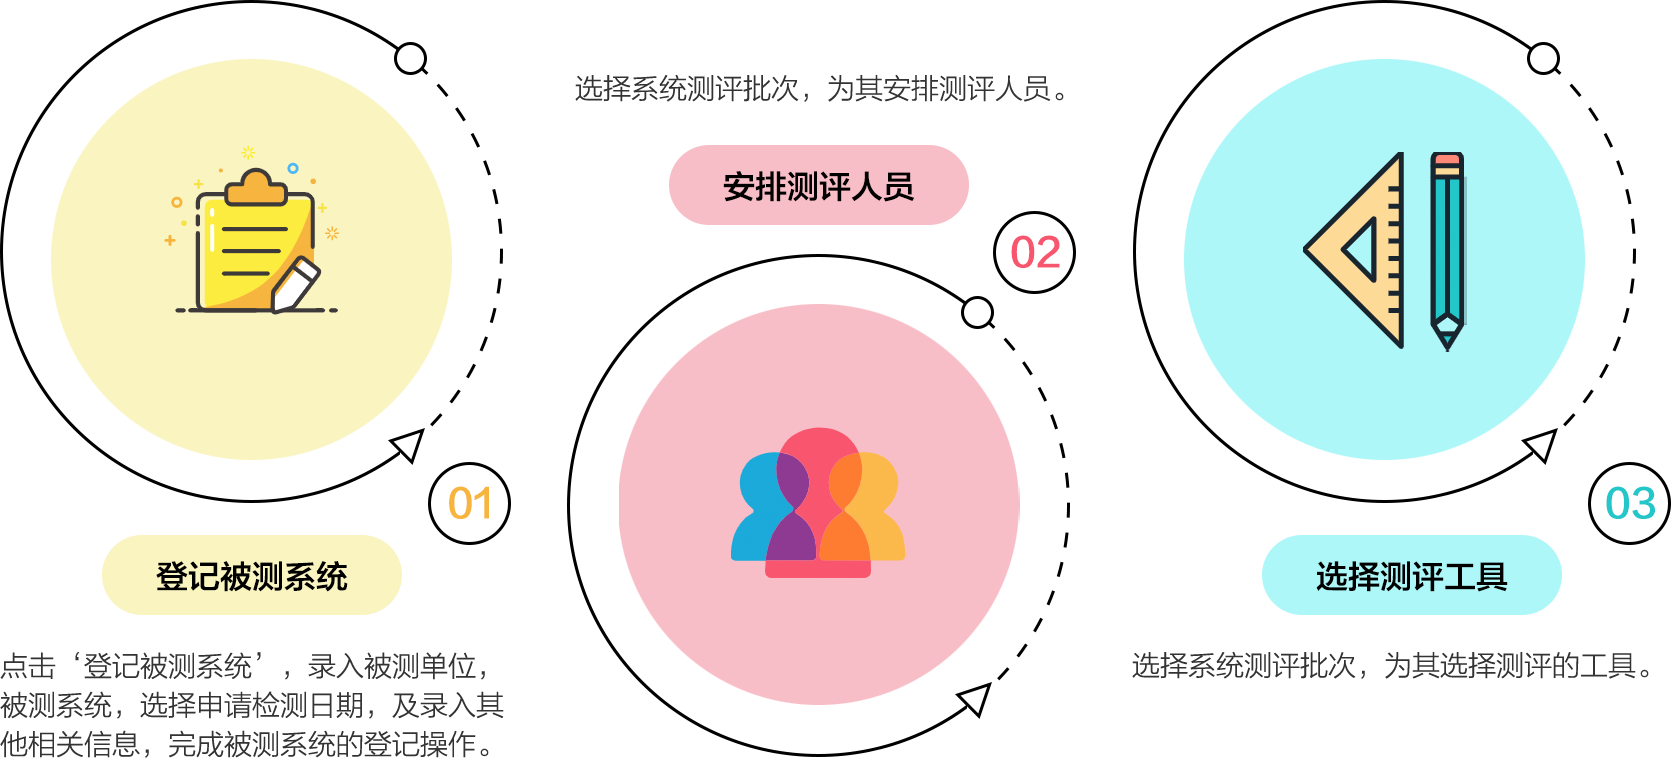 01
登记被测系统
点击‘登记被测系统’，录入被测单位，
被测系统，选择申请检测日期，及录入其
他相关信息，完成被测系统的登记操作。
选择系统测评批次，为其安排测评人员。
安排测评人员
02
03
选择测评工具
选择系统测评批次，为其选择测评的工具。